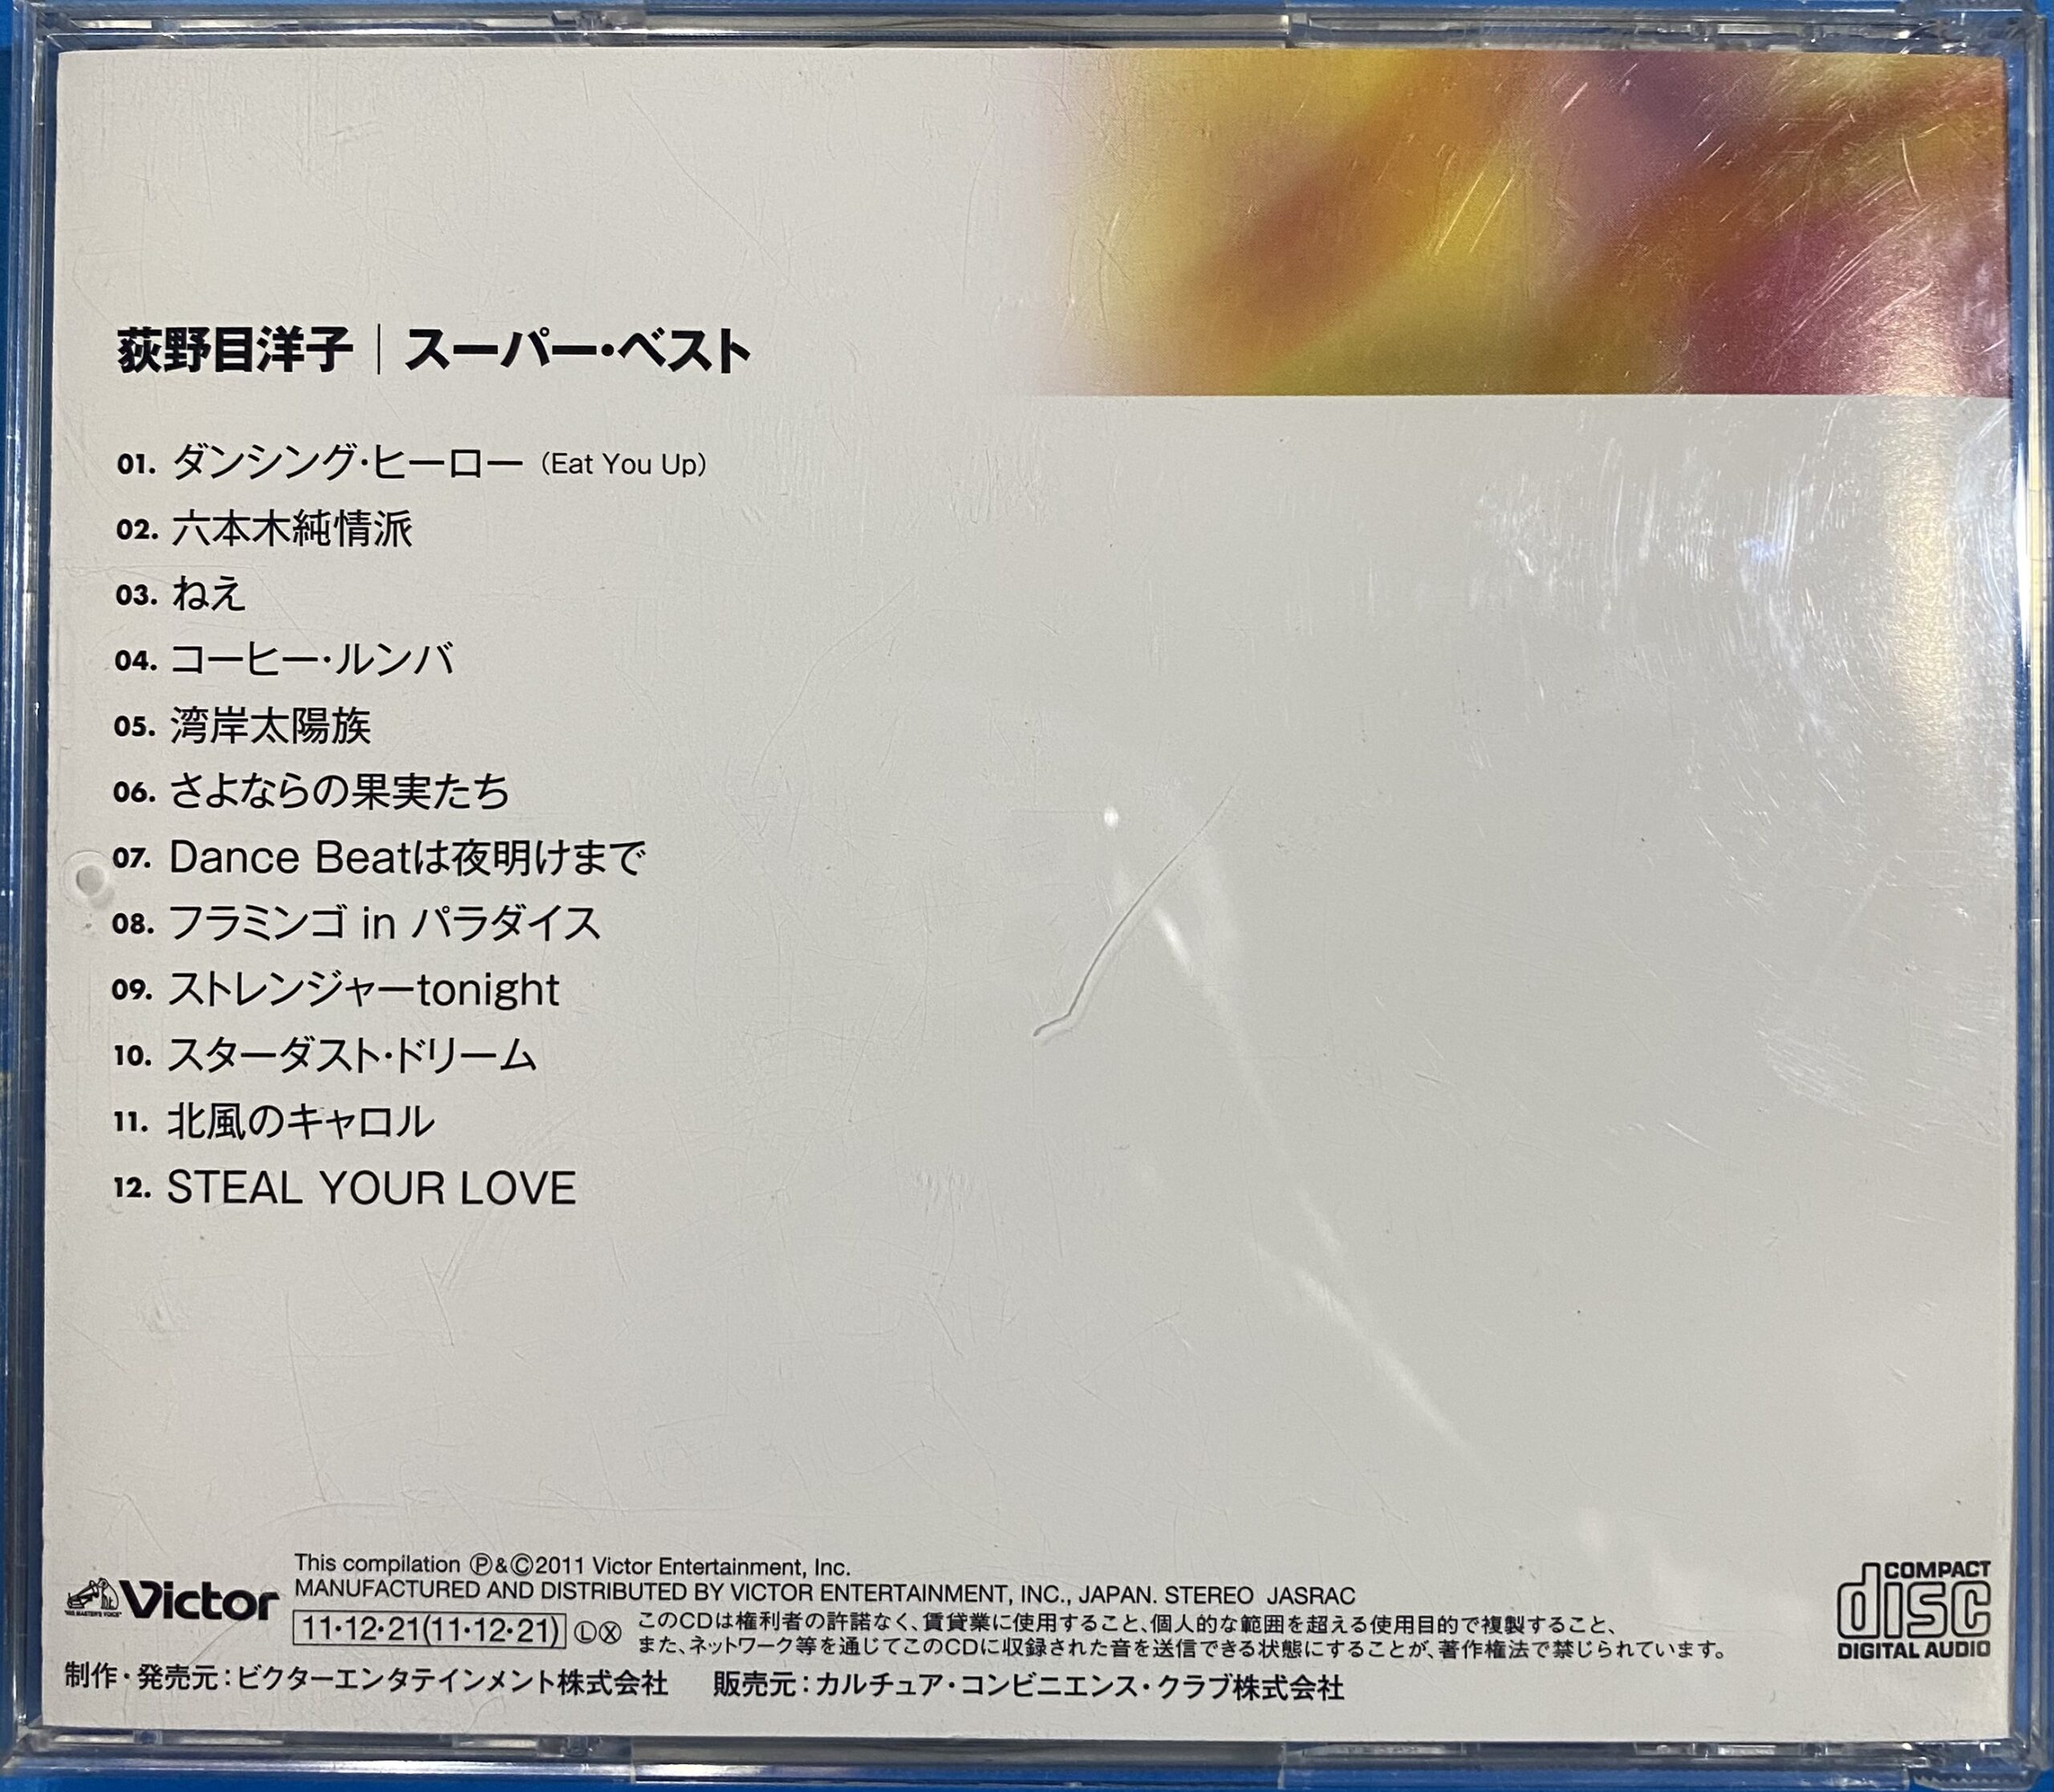 荻野目洋子│スーパー・ベスト
01. ダンシング・ヒーロー (Eat You Up)
02. 六本木純情派
03. ねえ
04. コーヒー・ルンバ
05. 湾岸太陽族
06. さよならの果実たち
07. Dance Beatは夜明けまで
08. フラミンゴ in パラダイス
09. ストレンジャーtonight
10. スターダスト・ドリーム
11. 北風のキャロル
12. STEAL YOUR LOVE
"HIS MASTER'S VOICE" Victor
This compilation Ⓟ&Ⓒ2011 Victor Entertainment, Inc.
MANUFACTURED AND DISTRIBUTED BY VICTOR ENTERTAINMENT, INC., JAPAN. STEREO JASRAC
11・12・21(11・12・21) ⓁⓍ このCDは権利者の許諾なく、賃貸業に使用すること、個人的な範囲を超える使用目的で複製すること、
また、ネットワーク等を通じてこのCDに収録された音を送信できる状態にすることが、著作権法で禁じられています。
制作・発売元：ビクターエンタテインメント株式会社 販売元：カルチュア・コンビニエンス・クラブ株式会社
COMPACT
disc
DIGITAL AUDIO